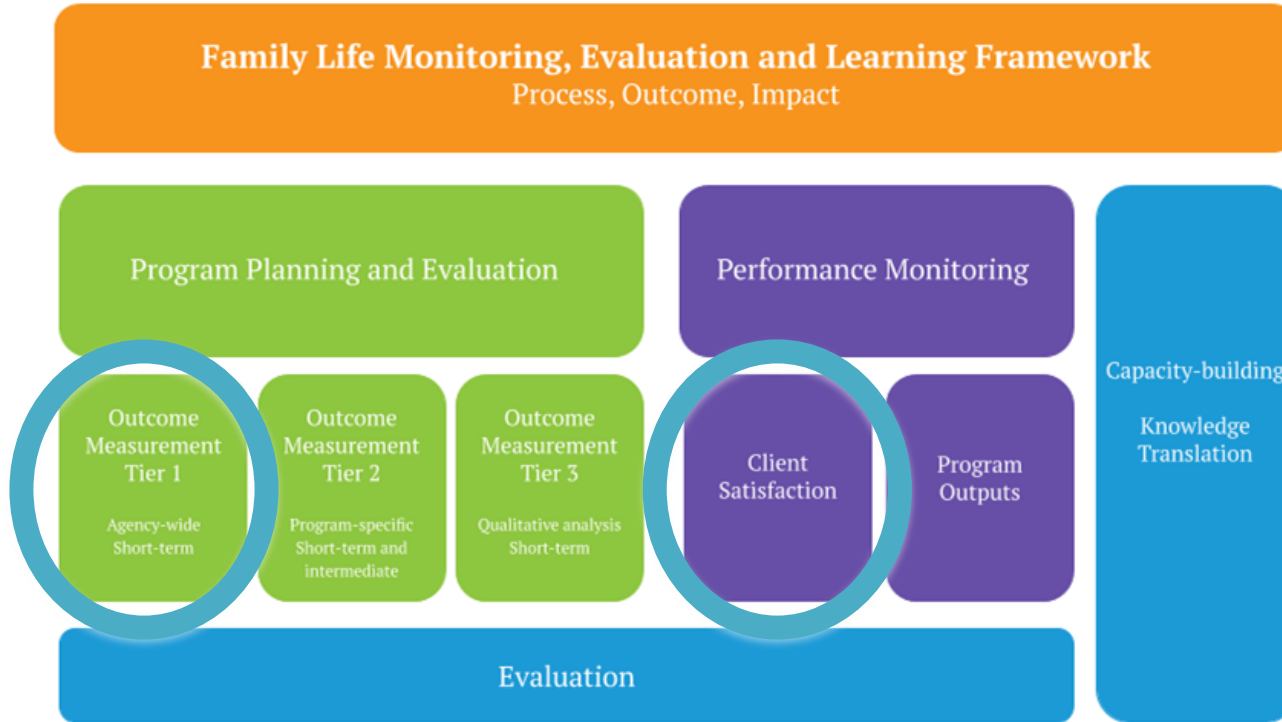 Family Life Monitoring, Evaluation and Learning Framework
Process, Outcome, Impact
Program Planning and Evaluation
Performance Monitoring
Outcome
Measurement
Tier 1
Agency-wide
Short-term
Outcome
Measurement
Tier 2
Program-specific
Short-term and
intermediate
Outcome
Measurement
Tier 3
Qualitative analysis
Short-term
Client
Satisfaction
Program
Outputs
Capacity-building
Knowledge
Translation
Evaluation